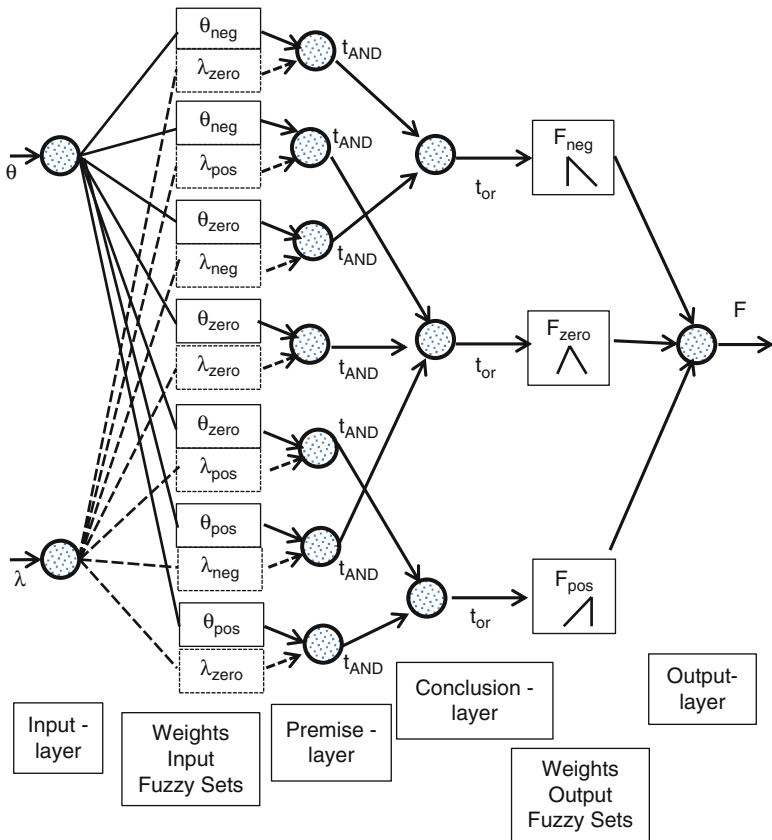 θneg
λzero
tAND
θneg
λpos
tAND
θ
Fneg
tor
θzero
λneg
tAND
θzero
λzero
tAND
Fzero
tor
F
θzero
λpos
tAND
θpos
λneg
tAND
λ
Fpos
tor
θpos
λzero
tAND
Input -
layer
Weights
Input
Fuzzy Sets
Premise -
layer
Conclusion -
layer
Weights
Output
Fuzzy Sets
Output-
layer